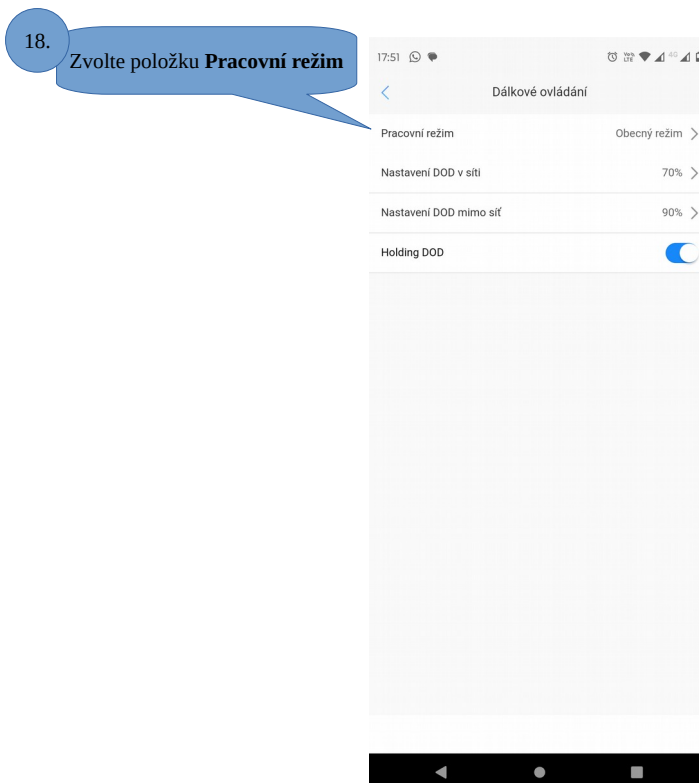 18.
Zvolte položku Pracovní režim
17:51 4G
Dálkové ovládání
Pracovní režim Obecný režim
Nastavení DOD v síti 70%
Nastavení DOD mimo síť 90%
Holding DOD